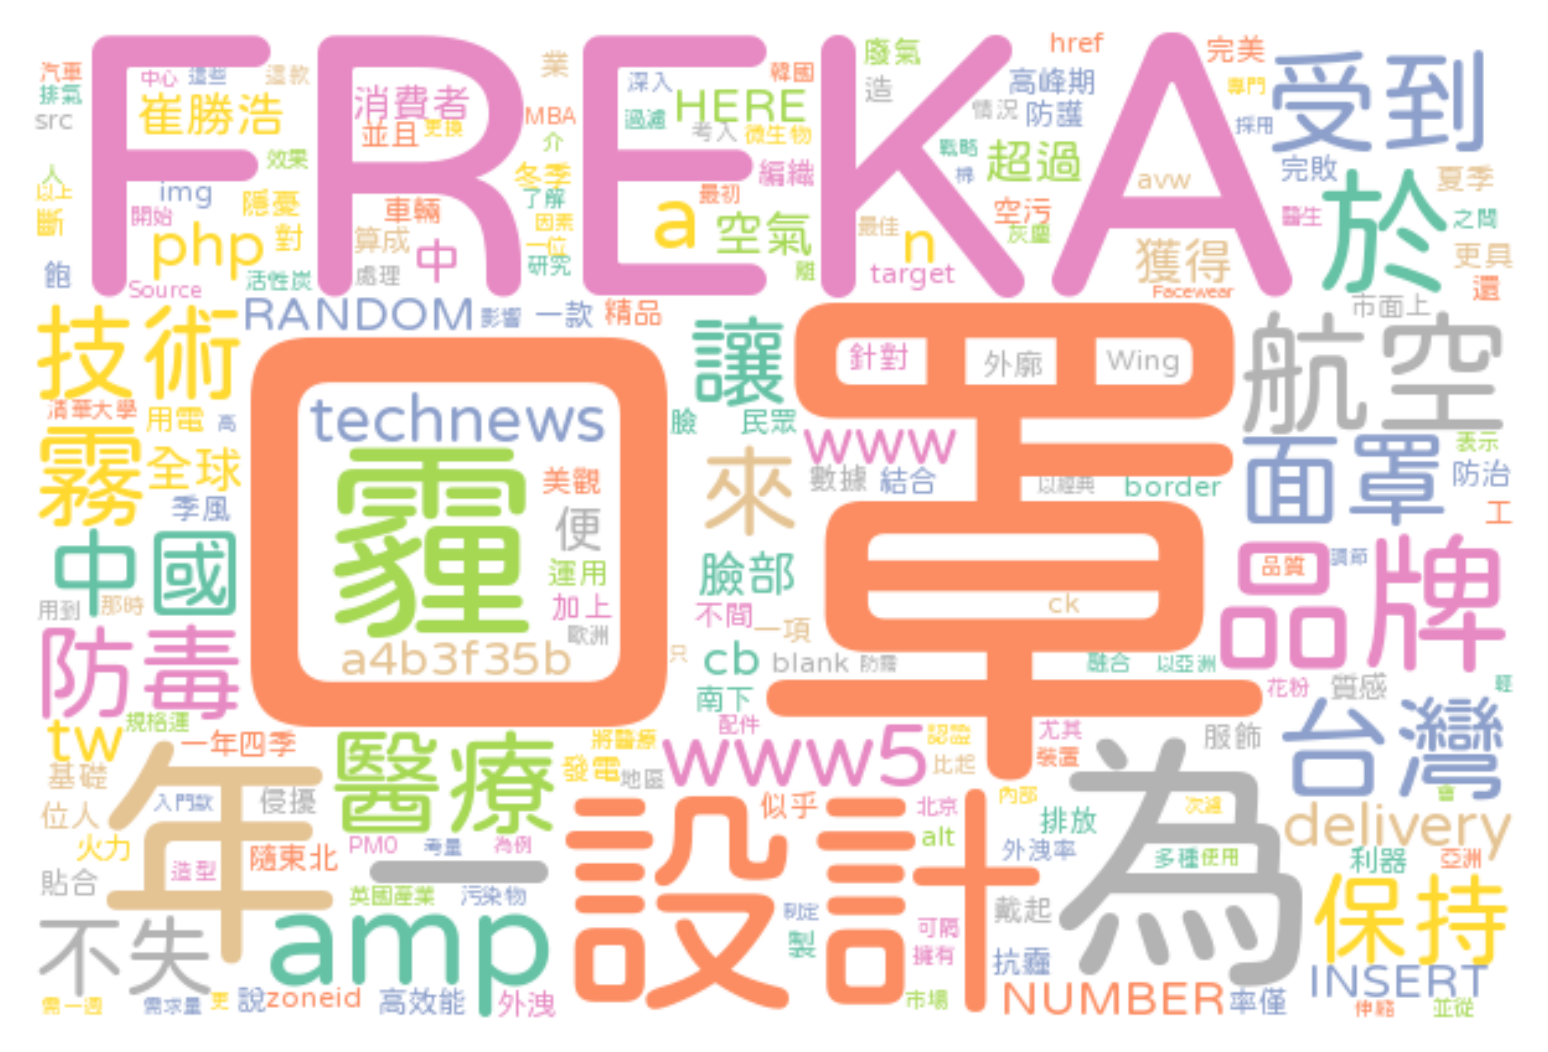 FREKA
汽車
排氣
src
中心
這些
這款
崔勝浩
效果
人
以上
img
隱憂
開始
php
對
飽
活性炭
Source
消費者
並且
更換
車輛
算成
中
處理
業
MBA
介
冬季
了解
因素
一位
研究
深入
HERE
韓國
過濾
考入
微生物
編織
最初
a
空氣
離
廢氣
造
href
高峰期
情況
防護
戰略
棉
超過
avw
最佳
n
空污
灰塵
target
獲得
Facewear
完美
專門
採用
受到
完敗
夏季
醫生
於
之間
更具
還
市面上
RANDOM
影響
一款
精品
技術
清華大學
用電
高
霧
全球
季風
中國
用到
那時
防毒
口罩
technews
霾
美觀
便
運用
加上
歐洲
a4b3f35b
讓
臉
民眾
來
www
數據
結合
臉部
不間
一項
只
cb
blank
防霧
南下
配件
針對
外廓
Wing
以經典
border
ck
融合
以亞洲
航空
面罩
表示
防治
工
品牌
品質
調節
花粉
質感
輕
台灣
tw
規格運
一年四季
基礎
位人
火力
貼合
年
入門款
侵擾
造型
隨東北
不失
需一週
需求量
更
說
zoneid
醫療
將醫療
發電
地區
www5
認證
比起
尤其
裝置
服飾
PM0
考量
為例
一
英國產業
污染物
amp
高效能
外洩
設計
似乎
制定
製
北京
alt
可隔
擁有
市場
內部
排放
外洩率
戴起
抗霾
NUMBER
為
次濾
多種
使用
率僅
會
delivery
利器
亞洲
保持
INSERT
伸縮
並從